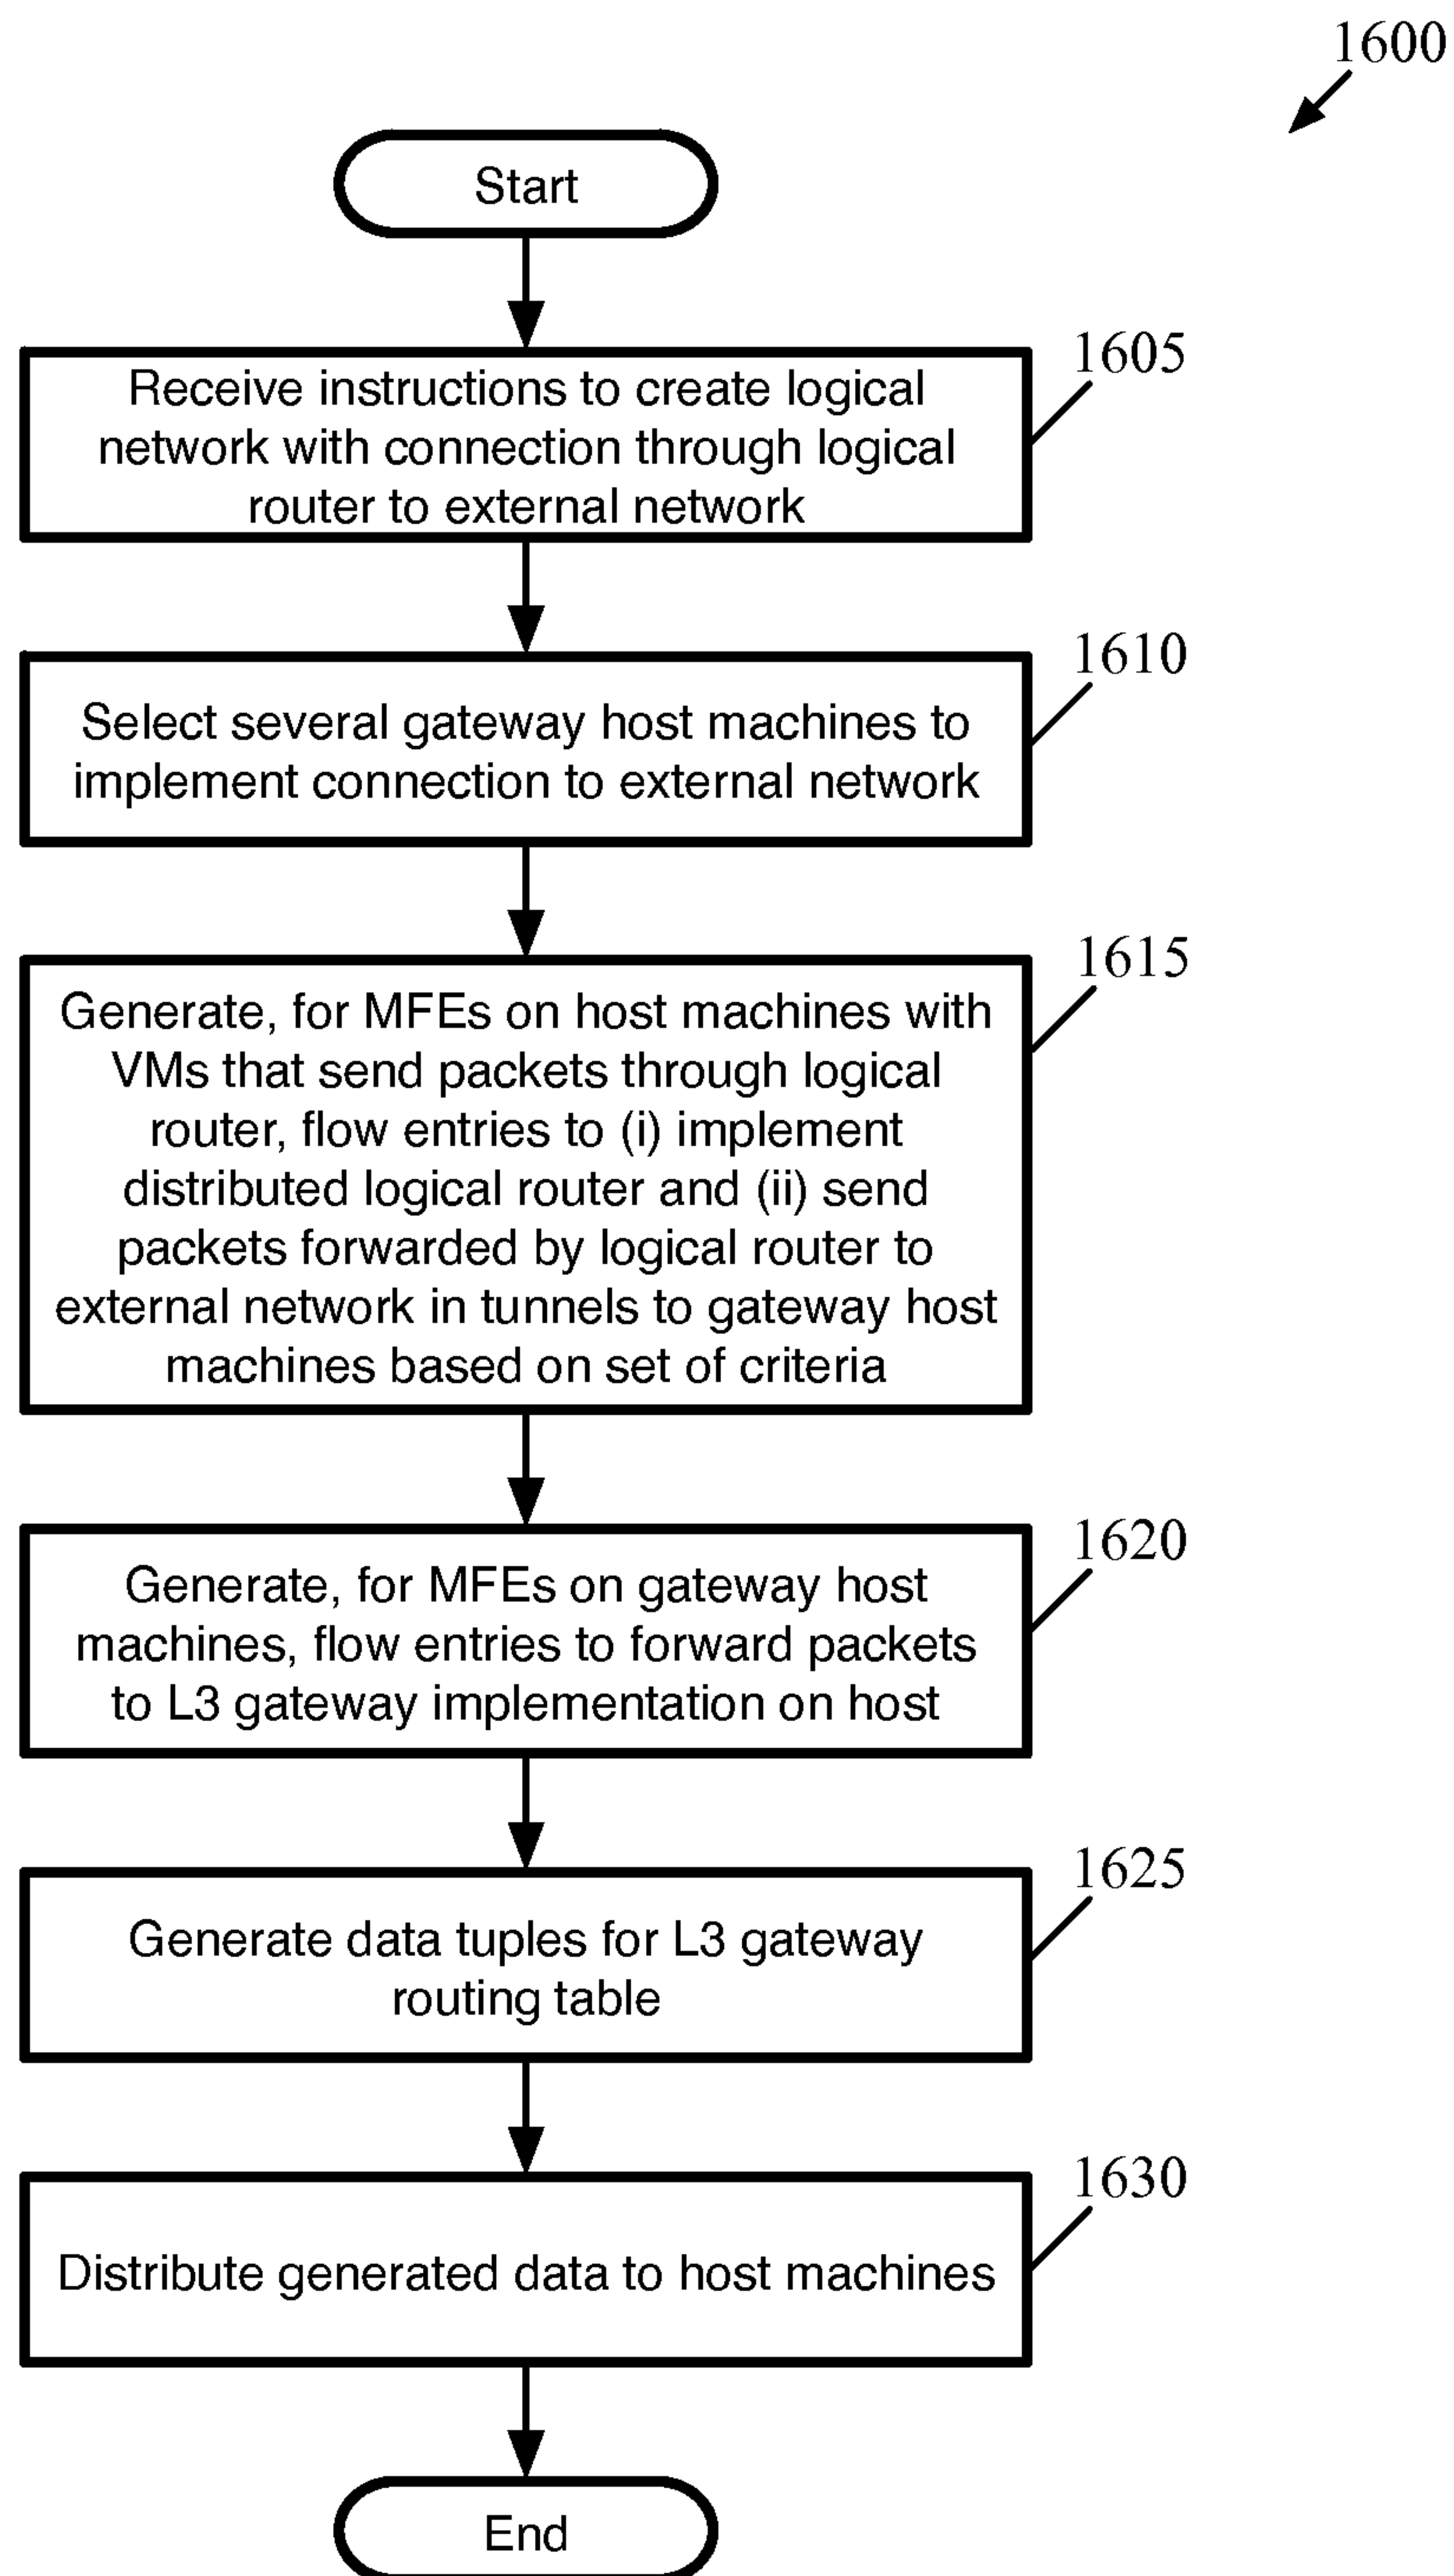 1600
Start
1605
Receive instructions to create logical
network with connection through logical
router to external network
1610
Select several gateway host machines to
implement connection to external network
1615
Generate, for MFEs on host machines with
VMs that send packets through logical
router, flow entries to (i) implement
distributed logical router and (ii) send
packets forwarded by logical router to
external network in tunnels to gateway host
machines based on set of criteria
1620
Generate, for MFEs on gateway host
machines, flow entries to forward packets
to L3 gateway implementation on host
1625
Generate data tuples for L3 gateway
routing table
1630
Distribute generated data to host machines
End